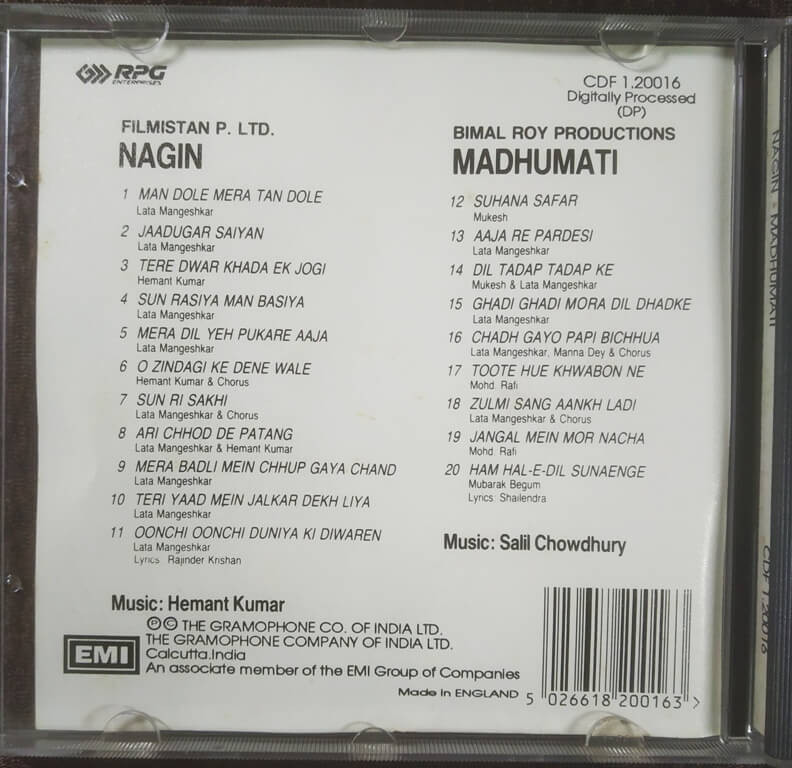 RPG
ENTERPRISES
CDF 1.20016
Digitally Processed
(DP)
FILMISTAN P. LTD.
NAGIN
1 MAN DOLE MERA TAN DOLE
Lata Mangeshkar
2 JAADUGAR SAIYAN
Lata Mangeshkar
3 TERE DWAR KHADA EK JOGI
Hemant Kumar
4 SUN RASIYA MAN BASIYA
Lata Mangeshkar
5 MERA DIL YEH PUKARE AAJA
Lata Mangeshkar
6 O ZINDAGI KE DENE WALE
Hemant Kumar & Chorus
7 SUN RI SAKHI
Lata Mangeshkar & Chorus
8 ARI CHHOD DE PATANG
Lata Mangeshkar & Hemant Kumar
9 MERA BADLI MEIN CHHUP GAYA CHAND
Lata Mangeshkar
10 TERI YAAD MEIN JALKAR DEKH LIYA
Lata Mangeshkar
11 OONCHI OONCHI DUNIYA KI DIWAREN
Lata Mangeshkar
Lyrics: Rajinder Krishan
Music: Hemant Kumar
BIMAL ROY PRODUCTIONS
MADHUMATI
12 SUHANA SAFAR
Mukesh
13 AAJA RE PARDESI
Lata Mangeshkar
14 DIL TADAP TADAP KE
Mukesh & Lata Mangeshkar
15 GHADI GHADI MORA DIL DHADKE
Lata Mangeshkar
16 CHADH GAYO PAPI BICHHUA
Lata Mangeshkar, Manna Dey & Chorus
17 TOOTE HUE KHWABON NE
Mohd. Rafi
18 ZULMI SANG AANKH LADI
Lata Mangeshkar & Chorus
19 JANGAL MEIN MOR NACHA
Mohd. Rafi
20 HAM HAL-E-DIL SUNAENGE
Mubarak Begum
Lyrics: Shailendra
Music: Salil Chowdhury
℗© THE GRAMOPHONE CO. OF INDIA LTD.
THE GRAMOPHONE COMPANY OF INDIA LTD.
Calcutta.India
An associate member of the EMI Group of Companies
EMI
Made in ENGLAND
5 026618 200163 >
NAGIN - MADHUMATI
CDF 1.20016